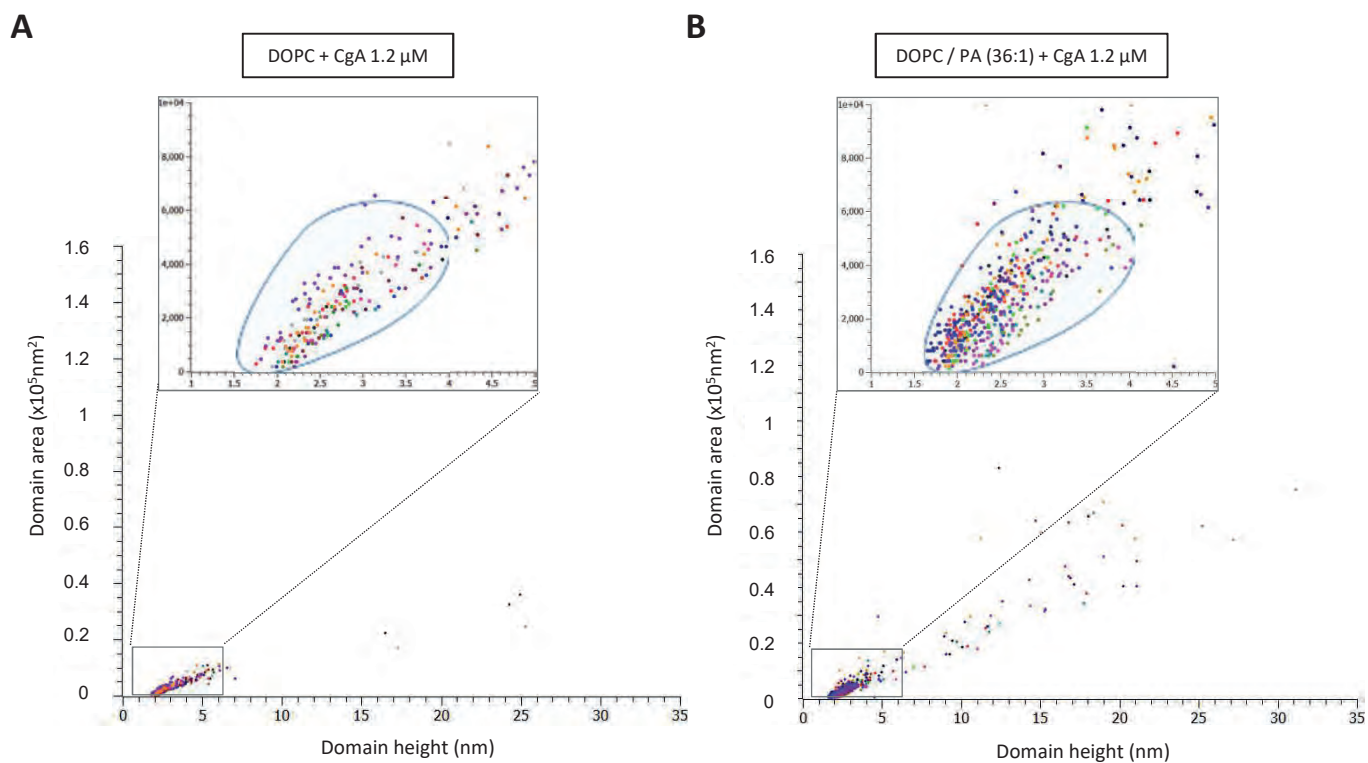 A
DOPC + CgA 1.2 μM
1e+04
8,000
6,000
4,000
2,000
0
1 1.5 2 2.5 3 3.5 4 4.5 5
Domain area (x10⁵nm²)
1.6
1.4
1.2
1
0.8
0.6
0.4
0.2
0
0 5 10 15 20 25 30 35
Domain height (nm)
B
DOPC / PA (36:1) + CgA 1.2 μM
1e+04
8,000
6,000
4,000
2,000
0
1 1.5 2 2.5 3 3.5 4 4.5 5
Domain area (x10⁵nm²)
1.6
1.4
1.2
1
0.8
0.6
0.4
0.2
0
0 5 10 15 20 25 30 35
Domain height (nm)